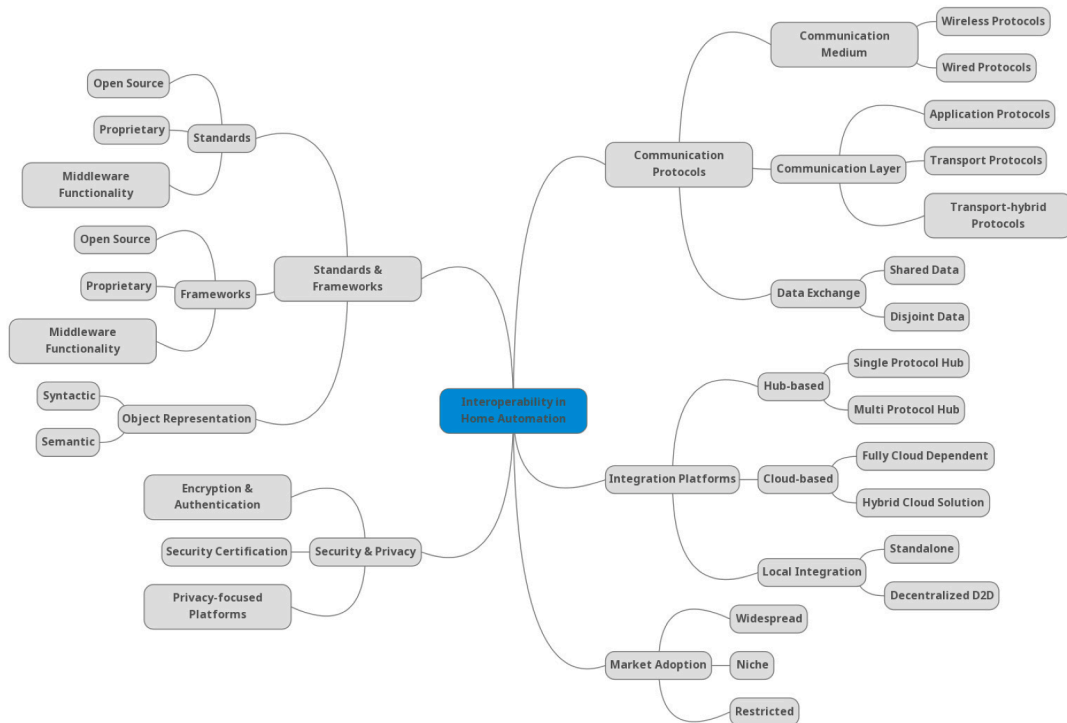 Interoperability in
Home Automation
Communication
Protocols
Communication
Medium
Wireless Protocols
Wired Protocols
Communication Layer
Application Protocols
Transport Protocols
Transport-hybrid
Protocols
Data Exchange
Shared Data
Disjoint Data
Integration Platforms
Hub-based
Single Protocol Hub
Multi Protocol Hub
Cloud-based
Fully Cloud Dependent
Hybrid Cloud Solution
Local Integration
Standalone
Decentralized D2D
Market Adoption
Widespread
Niche
Restricted
Standards &
Frameworks
Standards
Open Source
Proprietary
Middleware
Functionality
Frameworks
Open Source
Proprietary
Middleware
Functionality
Object Representation
Syntactic
Semantic
Security & Privacy
Encryption &
Authentication
Security Certification
Privacy-focused
Platforms